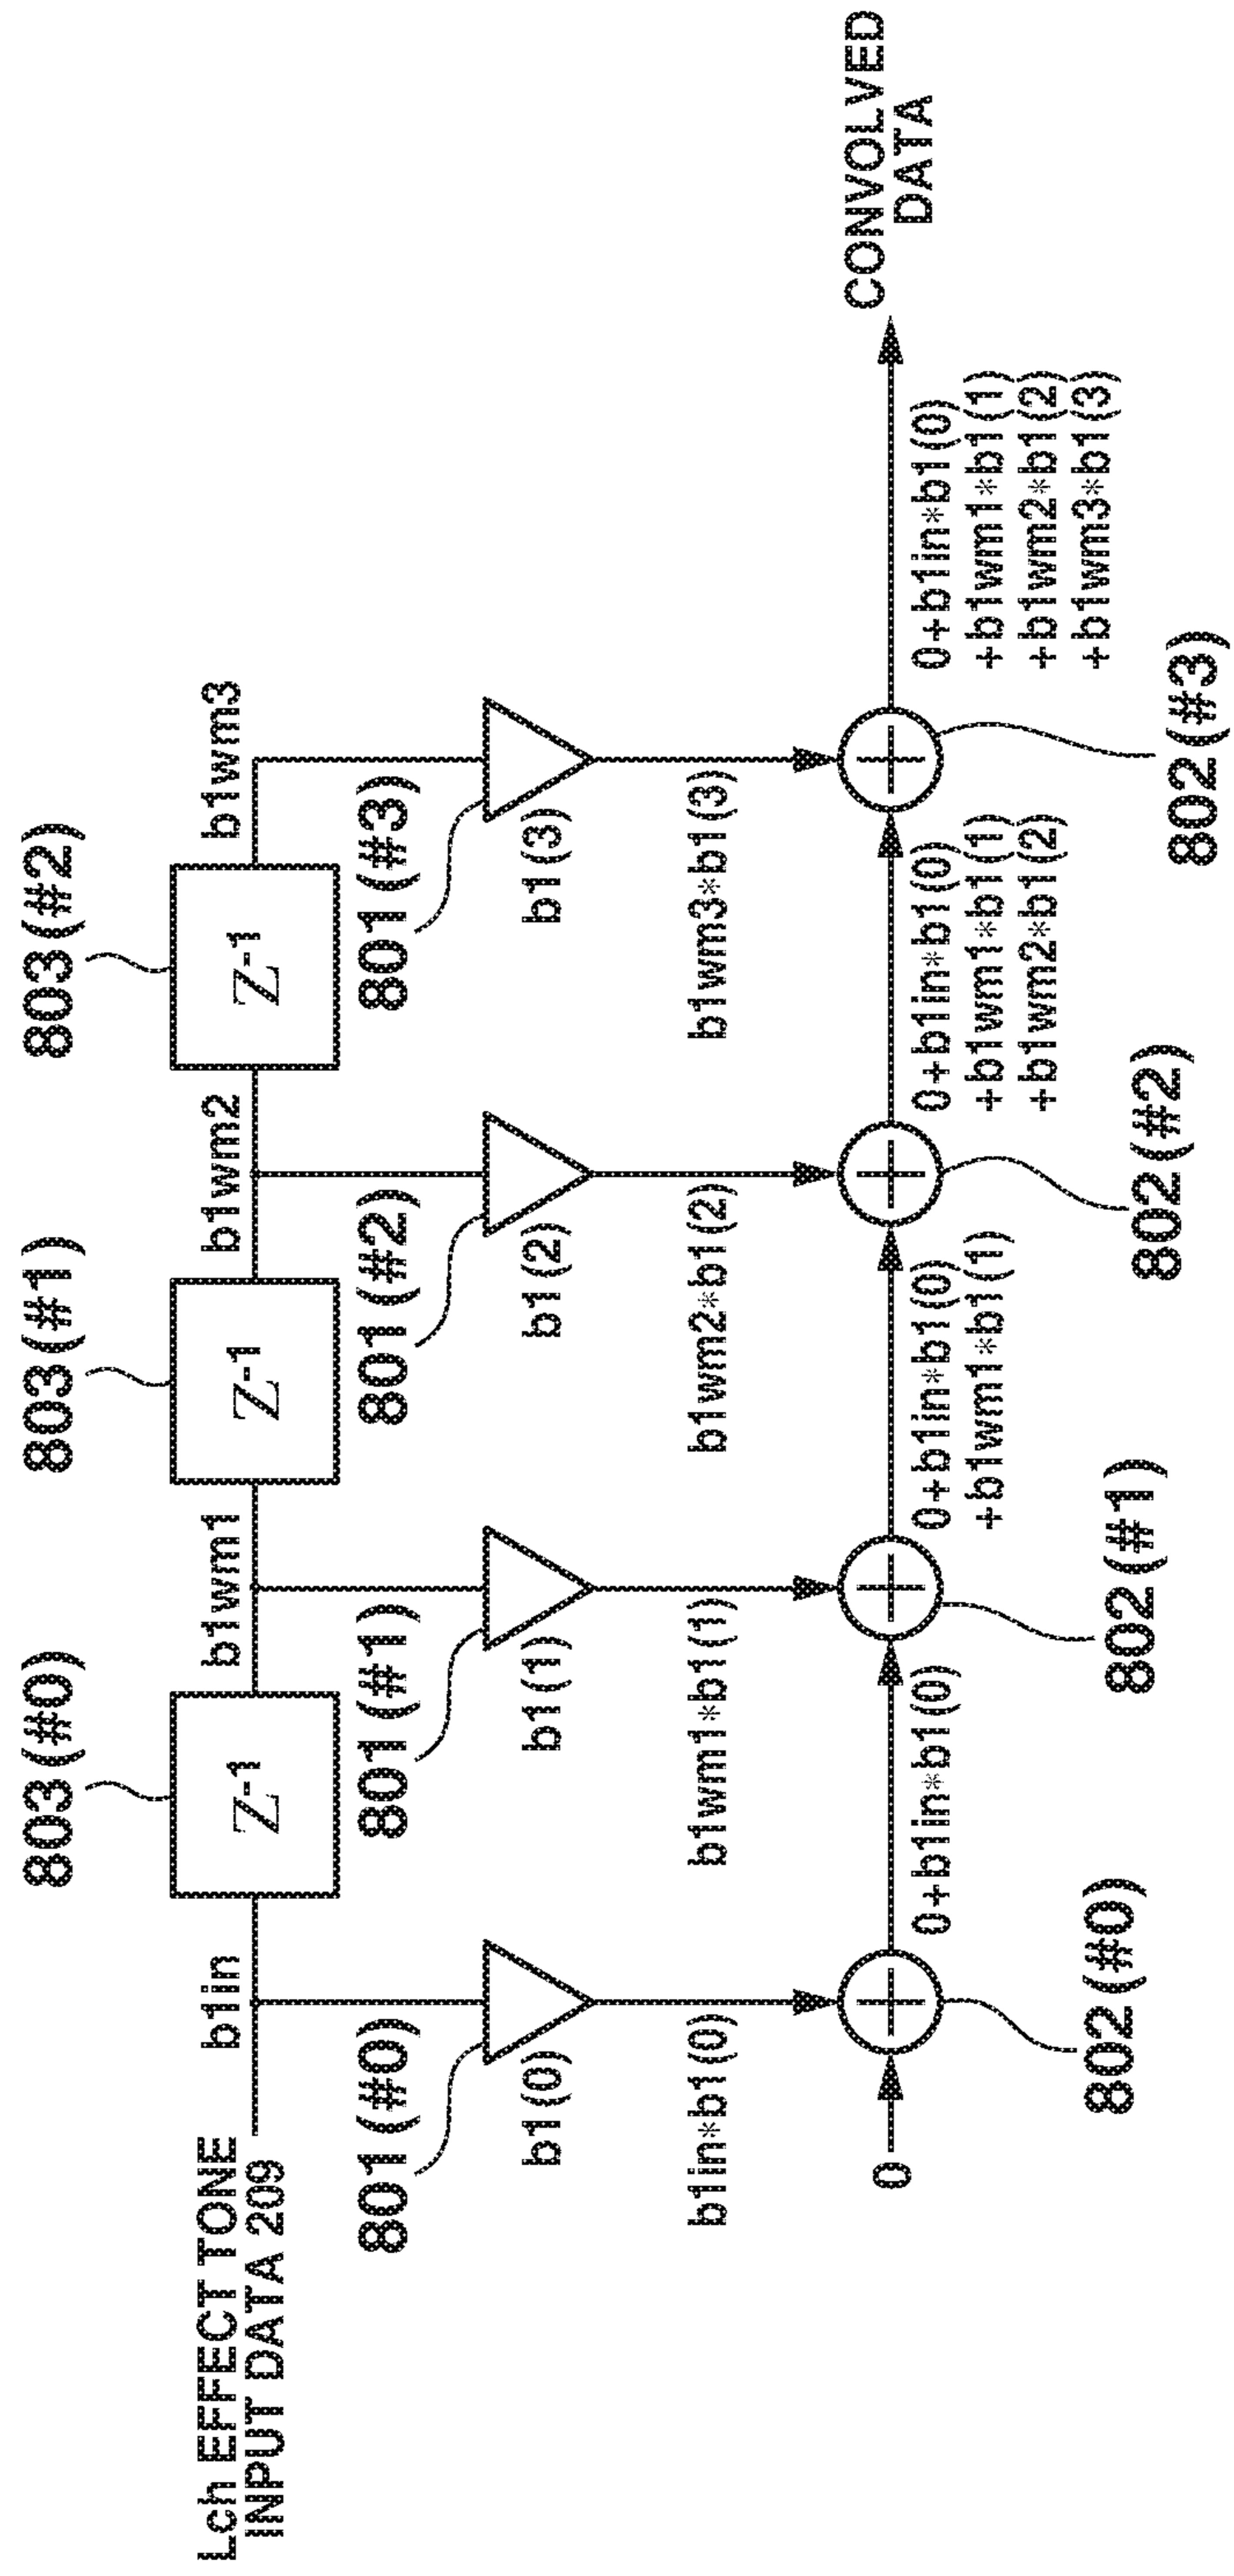 803(#0)
803(#1)
803(#2)
Lch EFFECT TONE
INPUT DATA 209
b1in
b1wm1
b1wm2
b1wm3
Z-1
Z-1
Z-1
801(#0)
801(#1)
801(#2)
801(#3)
b1(0)
b1(1)
b1(2)
b1(3)
b1in*b1(0)
b1wm1*b1(1)
b1wm2*b1(2)
b1wm3*b1(3)
0
CONVOLVED
DATA
0+b1in*b1(0)
0+b1in*b1(0)
+b1wm1*b1(1)
0+b1in*b1(0)
+b1wm1*b1(1)
+b1wm2*b1(2)
0+b1in*b1(0)
+b1wm1*b1(1)
+b1wm2*b1(2)
+b1wm3*b1(3)
802(#0)
802(#1)
802(#2)
802(#3)